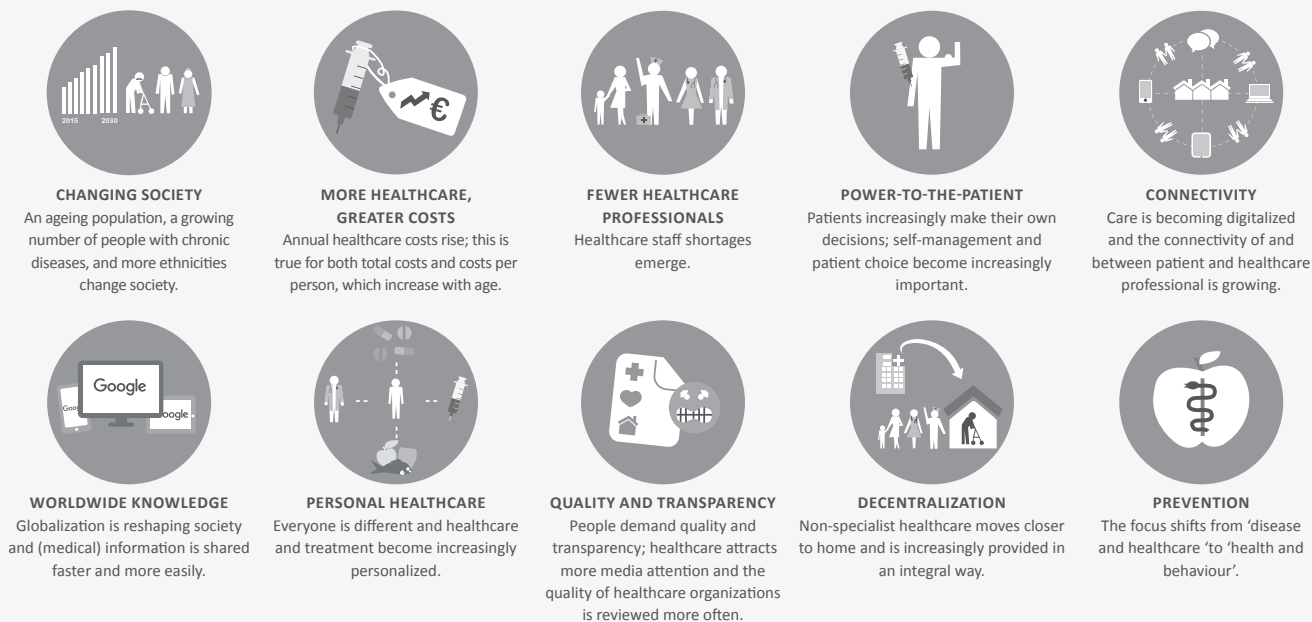 2015 2030
CHANGING SOCIETY
An ageing population, a growing
number of people with chronic
diseases, and more ethnicities
change society.
€
MORE HEALTHCARE,
GREATER COSTS
Annual healthcare costs rise; this is
true for both total costs and costs per
person, which increase with age.
FEWER HEALTHCARE
PROFESSIONALS
Healthcare staff shortages
emerge.
POWER-TO-THE-PATIENT
Patients increasingly make their own
decisions; self-management and
patient choice become increasingly
important.
CONNECTIVITY
Care is becoming digitalized
and the connectivity of and
between patient and healthcare
professional is growing.
Goo
Google
oogle
WORLDWIDE KNOWLEDGE
Globalization is reshaping society
and (medical) information is shared
faster and more easily.
PERSONAL HEALTHCARE
Everyone is different and healthcare
and treatment become increasingly
personalized.
QUALITY AND TRANSPARENCY
People demand quality and
transparency; healthcare attracts
more media attention and the
quality of healthcare organizations
is reviewed more often.
DECENTRALIZATION
Non-specialist healthcare moves closer
to home and is increasingly provided in
an integral way.
PREVENTION
The focus shifts from ‘disease
and healthcare ‘to ‘health and
behaviour’.